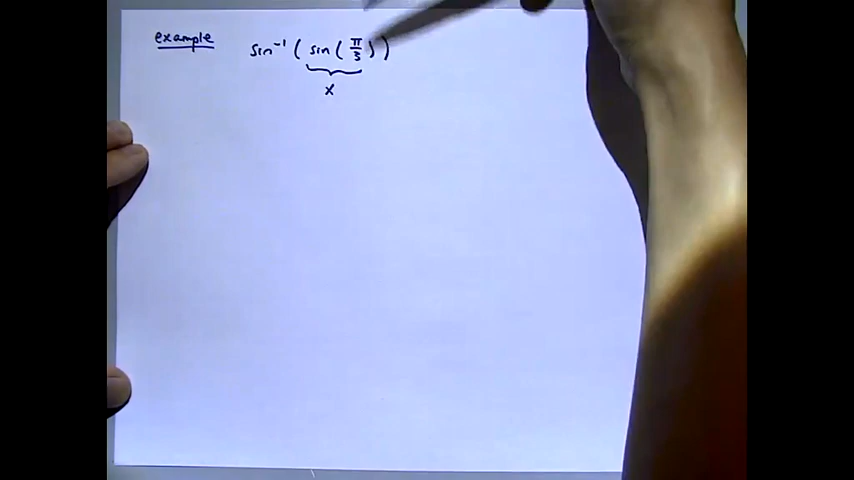 example sin⁻¹ ( sin ( π/3 ) )
x